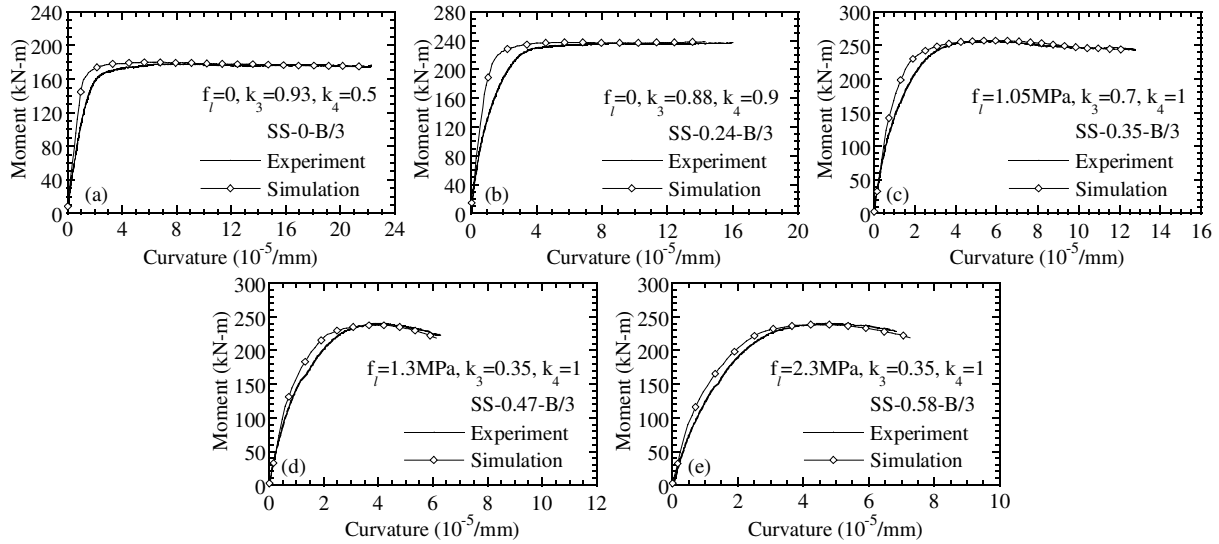 240
200
160
120
80
40
0
Moment (kN-m)
f_l=0, k_3=0.93, k_4=0.5
SS-0-B/3
Experiment
Simulation
(a)
0 4 8 12 16 20 24
Curvature (10^-5/mm)
280
240
200
160
120
80
40
0
Moment (kN-m)
f_l=0, k_3=0.88, k_4=0.9
SS-0.24-B/3
Experiment
Simulation
(b)
0 4 8 12 16 20
Curvature (10^-5/mm)
300
250
200
150
100
50
0
Moment (kN-m)
f_l=1.05MPa, k_3=0.7, k_4=1
SS-0.35-B/3
Experiment
Simulation
(c)
0 2 4 6 8 10 12 14 16
Curvature (10^-5/mm)
300
250
200
150
100
50
0
Moment (kN-m)
f_l=1.3MPa, k_3=0.35, k_4=1
SS-0.47-B/3
Experiment
Simulation
(d)
0 2 4 6 8 10 12
Curvature (10^-5/mm)
300
250
200
150
100
50
0
Moment (kN-m)
f_l=2.3MPa, k_3=0.35, k_4=1
SS-0.58-B/3
Experiment
Simulation
(e)
0 2 4 6 8 10
Curvature (10^-5/mm)